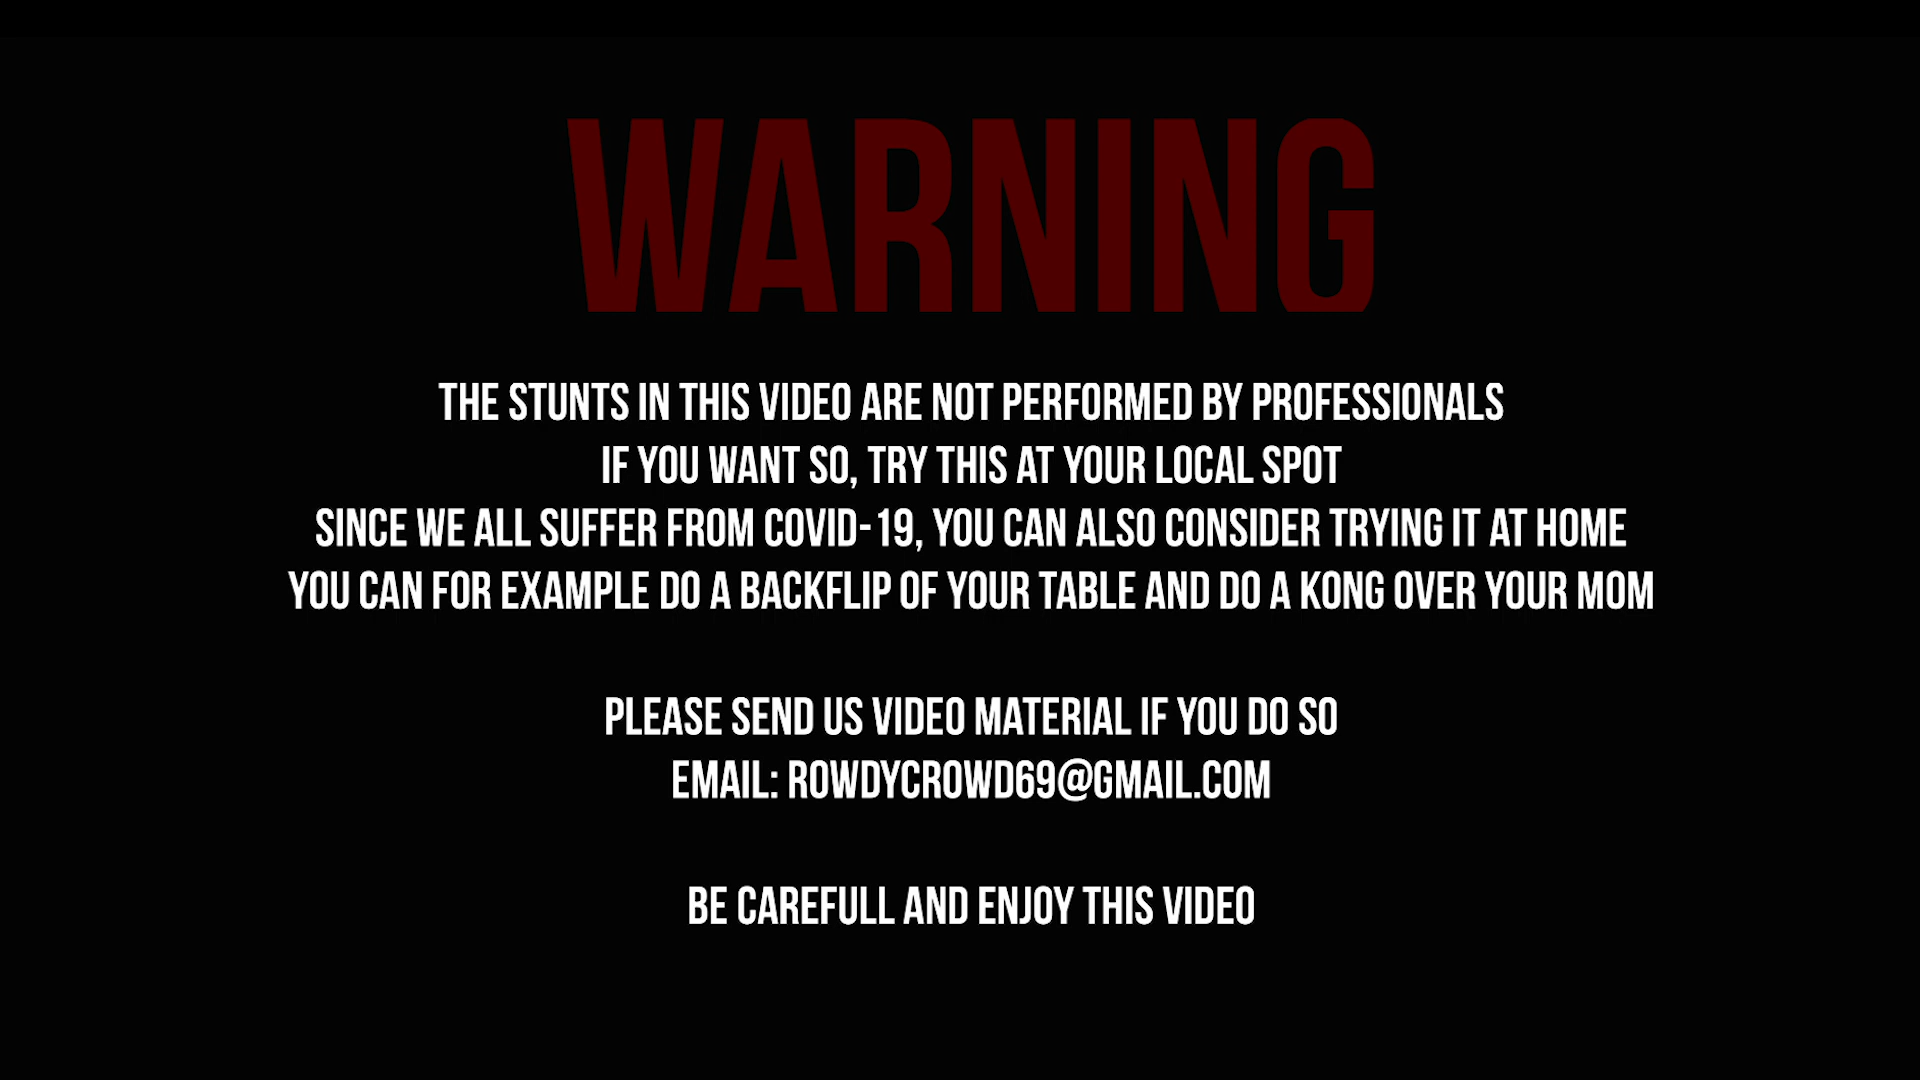 WARNING
THE STUNTS IN THIS VIDEO ARE NOT PERFORMED BY PROFESSIONALS
IF YOU WANT SO, TRY THIS AT YOUR LOCAL SPOT
SINCE WE ALL SUFFER FROM COVID-19, YOU CAN ALSO CONSIDER TRYING IT AT HOME
YOU CAN FOR EXAMPLE DO A BACKFLIP OF YOUR TABLE AND DO A KONG OVER YOUR MOM
PLEASE SEND US VIDEO MATERIAL IF YOU DO SO
EMAIL: ROWDYCROWD69@GMAIL.COM
BE CAREFULL AND ENJOY THIS VIDEO